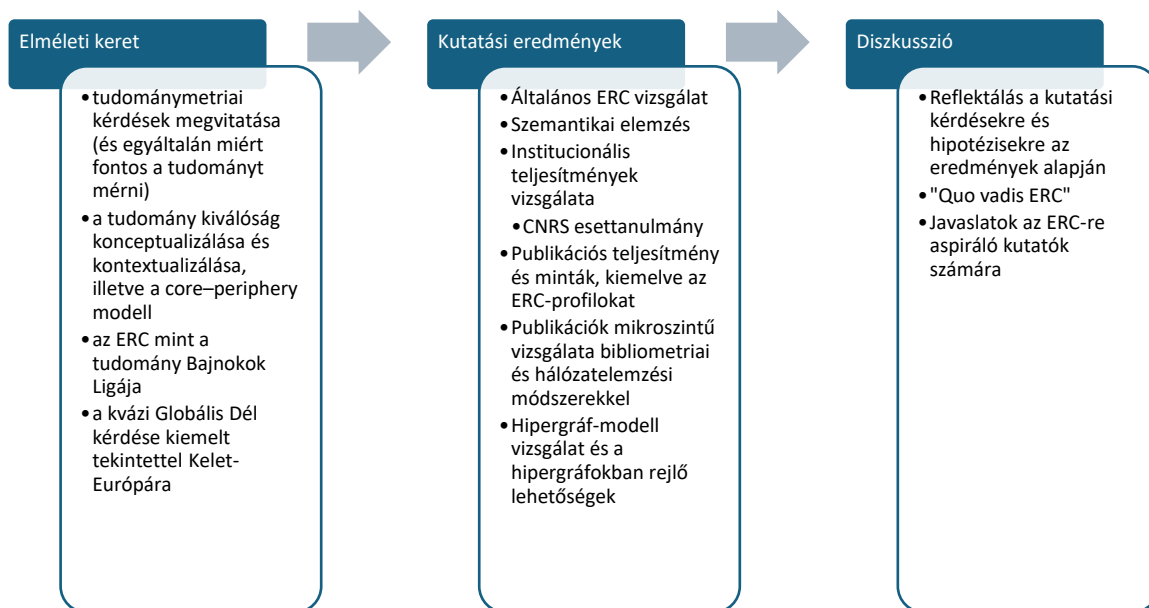 Elméleti keret
•tudománymetriai
kérdések megvitatása
(és egyáltalán miért
fontos a tudományt
mérni)
•a tudomány kiválóság
konceptualizálása és
kontextualizálása,
illetve a core–periphery
modell
•az ERC mint a
tudomány Bajnokok
Ligája
•a kvázi Globális Dél
kérdése kiemelt
tekintettel Kelet-
Európára
Kutatási eredmények
•Általános ERC vizsgálat
•Szemantikai elemzés
•Institucionális
teljesítmények
vizsgálata
•CNRS esettanulmány
•Publikációs teljesítmény
és minták, kiemelve az
ERC-profilokat
•Publikációk mikroszintű
vizsgálata bibliometriai
és hálózatelemzési
módszerekkel
•Hipergráf-modell
vizsgálat és a
hipergráfokban rejlő
lehetőségek
Diszkusszió
•Reflektálás a kutatási
kérdésekre és
hipotézisekre az
eredmények alapján
•"Quo vadis ERC"
•Javaslatok az ERC-re
aspiráló kutatók
számára